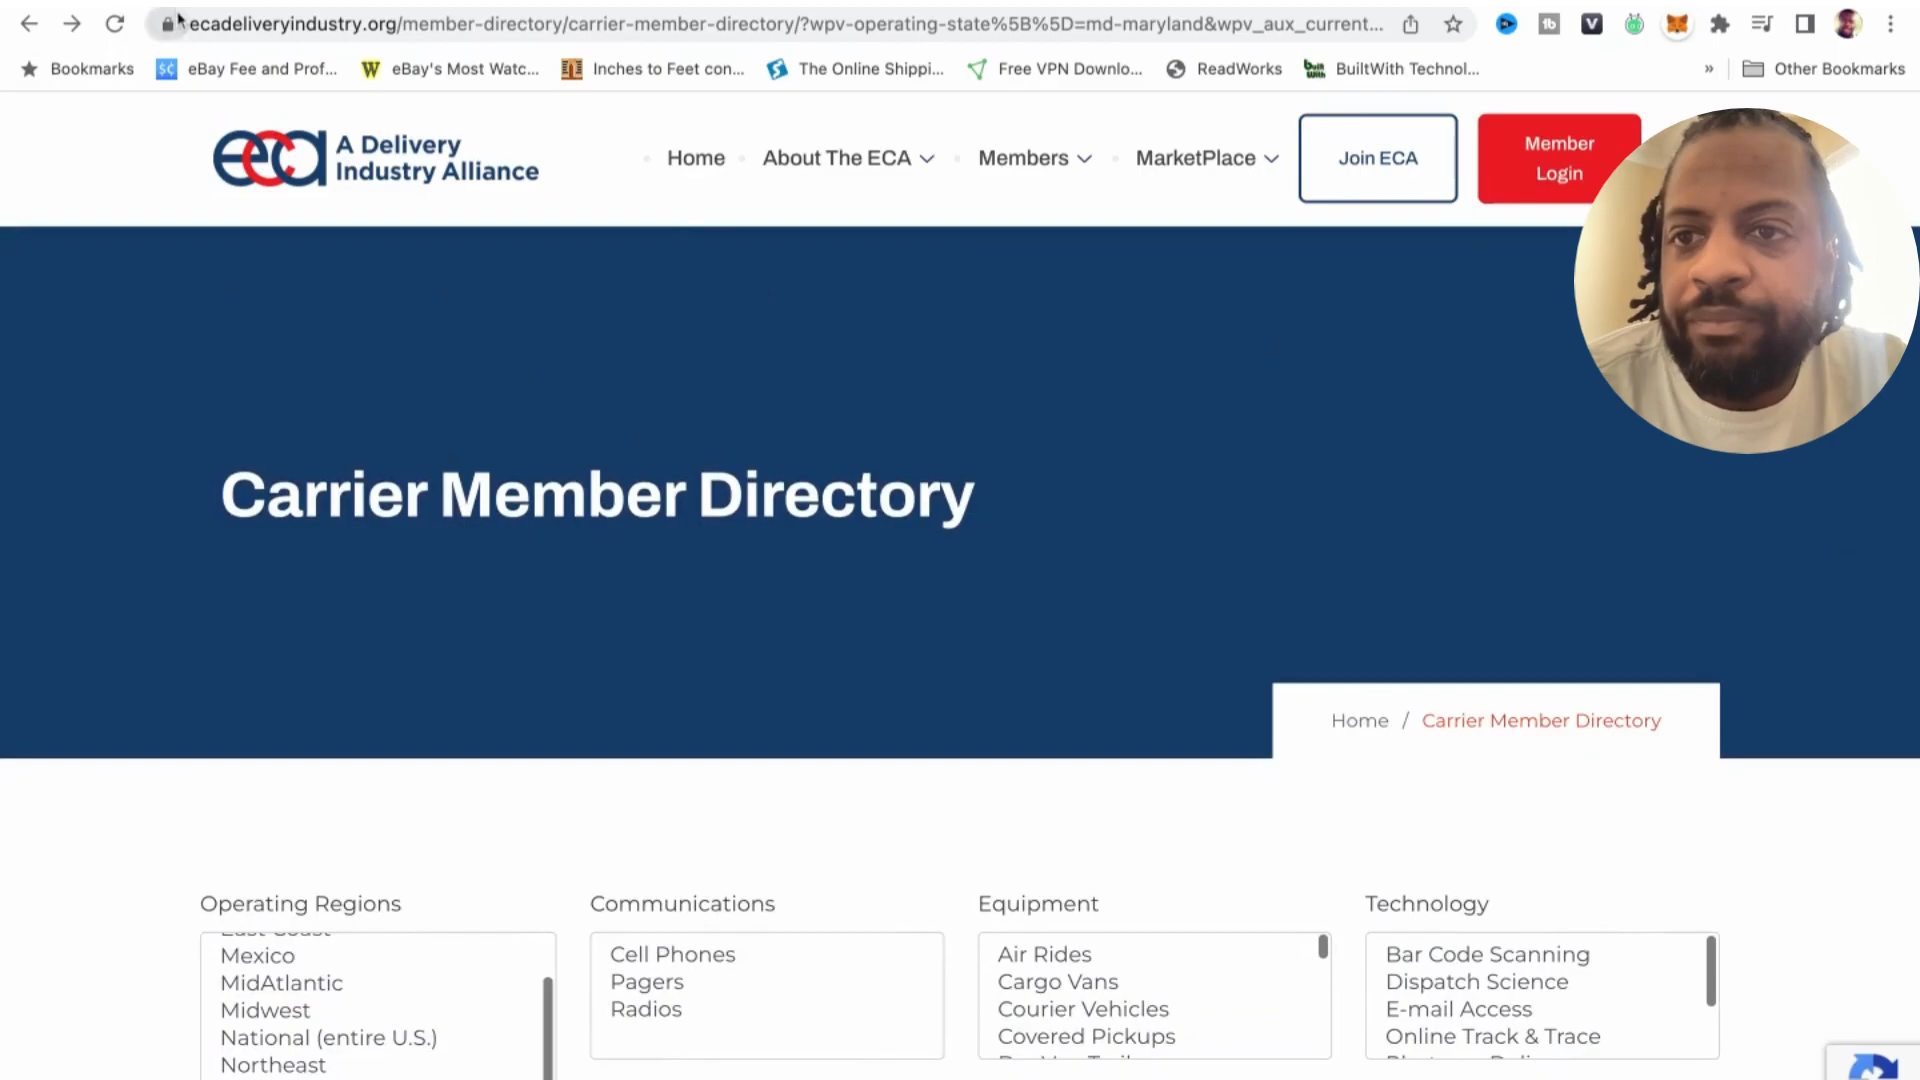 ecadeliveryindustry.org/member-directory/carrier-member-directory/?wpv-operating-state%5B%5D=md-maryland&wpv_aux_current...
Bookmarks eBay Fee and Prof... eBay's Most Watc... Inches to Feet con... The Online Shippi... Free VPN Downlo... ReadWorks BuiltWith Technol... » Other Bookmarks
eca A Delivery
Industry Alliance
Home About The ECA Members MarketPlace Join ECA
Member
Login
Carrier Member Directory
Home / Carrier Member Directory
Operating Regions
East Coast
Mexico
MidAtlantic
Midwest
National (entire U.S.)
Northeast
Communications
Cell Phones
Pagers
Radios
Equipment
Air Rides
Cargo Vans
Courier Vehicles
Covered Pickups
Technology
Bar Code Scanning
Dispatch Science
E-mail Access
Online Track & Trace